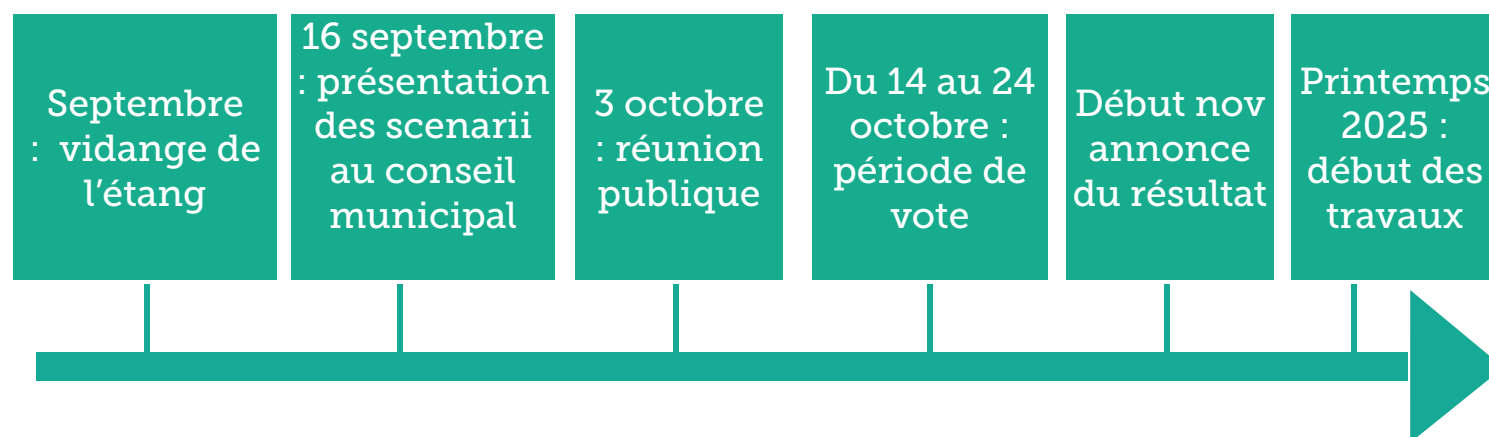 Septembre
: vidange de
l’étang
16 septembre
: présentation
des scenarii
au conseil
municipal
3 octobre
: réunion
publique
Du 14 au 24
octobre :
période de
vote
Début nov
annonce
du résultat
Printemps
2025 :
début des
travaux